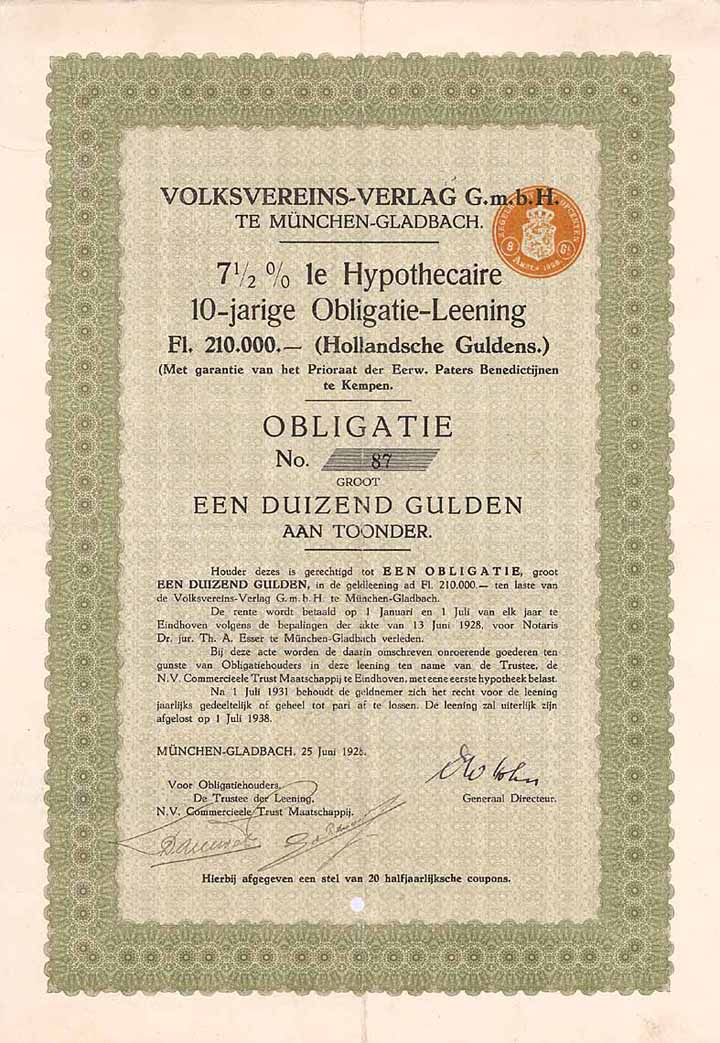 VOLKSVEREINS-VERLAG G.m.b.H.
TE MÜNCHEN-GLADBACH.
7½ % 1e Hypothecaire
10-jarige Obligatie-Leening
Fl. 210.000.— (Hollandsche Guldens.)
(Met garantie van het Prioraat der Eerw. Paters Benedictijnen
te Kempen.
OBLIGATIE
No. 87
GROOT
EEN DUIZEND GULDEN
AAN TOONDER.
Houder dezes is gerechtigd tot EEN OBLIGATIE, groot
EEN DUIZEND GULDEN, in de geldleening ad Fl. 210.000.— ten laste van
de Volksvereins-Verlag G. m. b. H. te München-Gladbach.
De rente wordt betaald op 1 Januari en 1 Juli van elk jaar te
Eindhoven volgens de bepalingen der akte van 13 Juni 1928, voor Notaris
Dr. jur. Th. A. Esser te München-Gladbach verleden.
Bij deze acte worden de daarin omschreven onroerende goederen ten
gunste van Obligatiehouders in deze leening ten name van de Trustee, de
N.V. Commercieele Trust Maatschappij te Eindhoven, met eene eerste hypotheek belast.
Na 1 Juli 1931 behoudt de geldnemer zich het recht voor de leening
jaarlijks gedeeltelijk of geheel tot pari af te lossen. De leening zal uiterlijk zijn
afgelost op 1 Juli 1938.
MÜNCHEN-GLADBACH, 25 Juni 1928.
Voor Obligatiehouders,
De Trustee der Leening,
N.V. Commercieele Trust Maatschappij.
Generaal Directeur.
Hierbij afgegeven een stel van 20 halfjaarlijksche coupons.